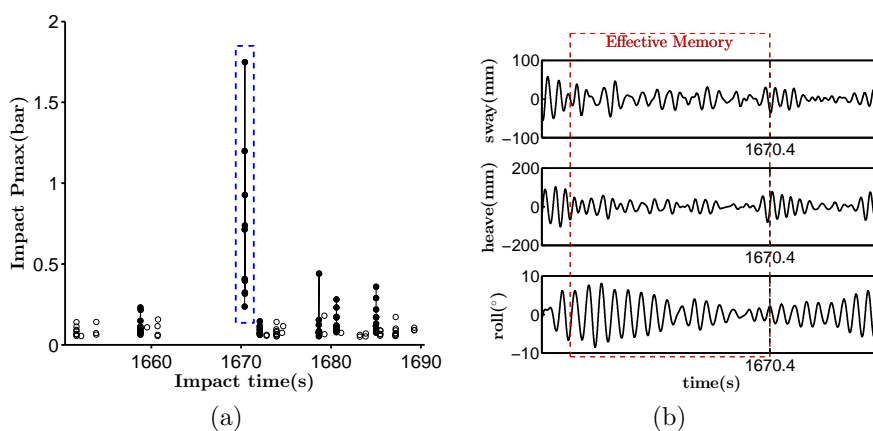 2
1.5
1
0.5
0
Impact Pmax(bar)
1660
1670
1680
1690
Impact time(s)
(a)
Effective Memory
100
0
−100
sway(mm)
1670.4
200
0
−200
heave(mm)
1670.4
10
0
−10
roll(°)
1670.4
time(s)
(b)